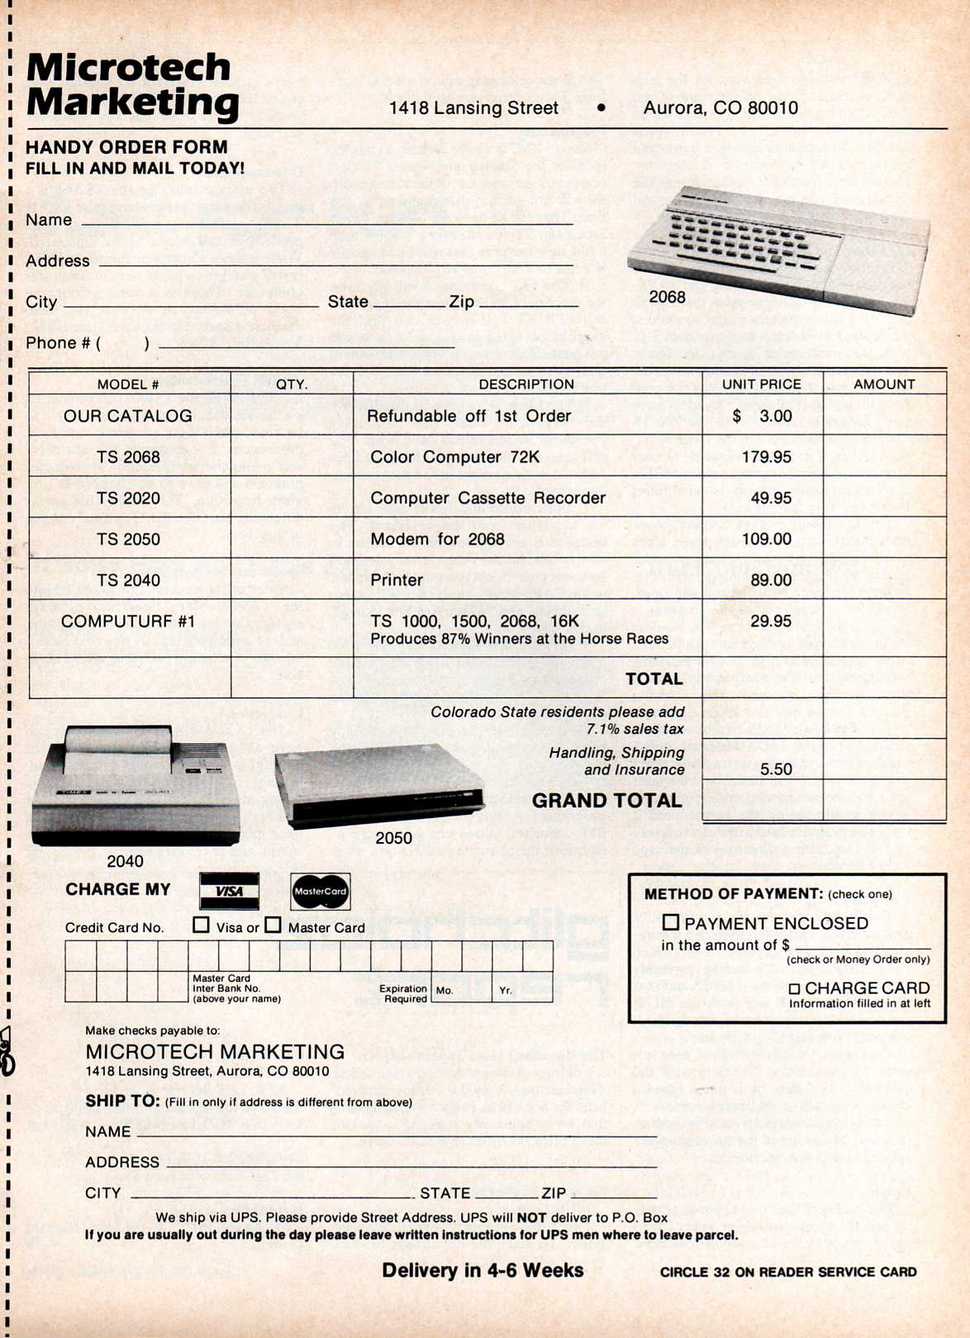 Microtech
Marketing
1418 Lansing Street • Aurora, CO 80010
HANDY ORDER FORM
FILL IN AND MAIL TODAY!
Name
Address
City State Zip
Phone # ( )
2068
MODEL # QTY. DESCRIPTION UNIT PRICE AMOUNT
OUR CATALOG Refundable off 1st Order $ 3.00
TS 2068 Color Computer 72K 179.95
TS 2020 Computer Cassette Recorder 49.95
TS 2050 Modem for 2068 109.00
TS 2040 Printer 89.00
COMPUTURF #1 TS 1000, 1500, 2068, 16K 29.95
Produces 87% Winners at the Horse Races
TOTAL
Colorado State residents please add
7.1% sales tax
Handling, Shipping
and Insurance 5.50
GRAND TOTAL
TIMEX
2040
2050
CHARGE MY VISA MasterCard
Credit Card No. Visa or Master Card
Master Card
Inter Bank No.
(above your name)
Expiration
Required Mo. Yr.
METHOD OF PAYMENT: (check one)
PAYMENT ENCLOSED
in the amount of $
(check or Money Order only)
CHARGE CARD
Information filled in at left
Make checks payable to:
MICROTECH MARKETING
1418 Lansing Street, Aurora, CO 80010
SHIP TO: (Fill in only if address is different from above)
NAME
ADDRESS
CITY STATE ZIP
We ship via UPS. Please provide Street Address. UPS will NOT deliver to P.O. Box
If you are usually out during the day please leave written instructions for UPS men where to leave parcel.
Delivery in 4-6 Weeks
CIRCLE 32 ON READER SERVICE CARD